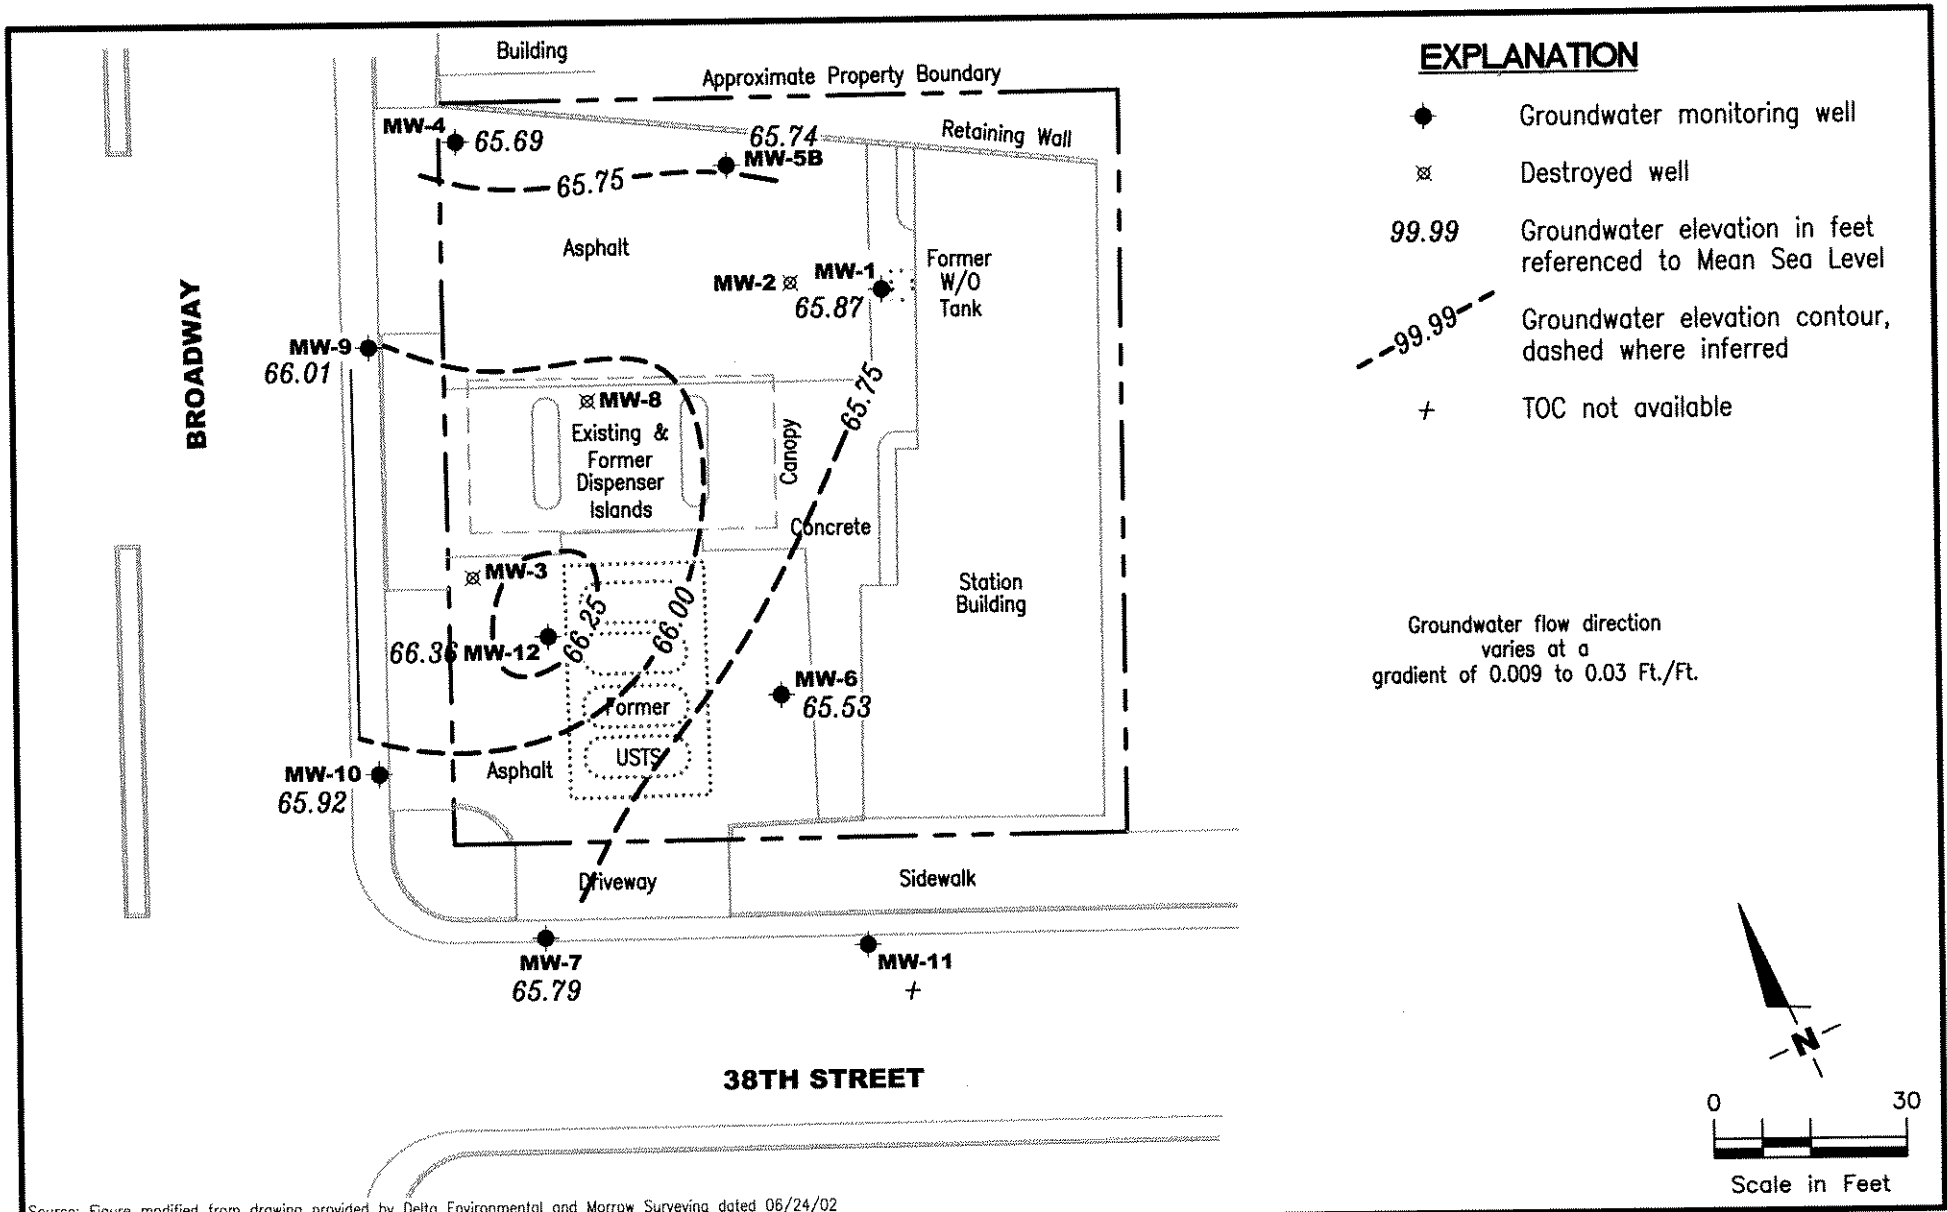 Building
Approximate Property Boundary
EXPLANATION
Groundwater monitoring well
Destroyed well
99.99 Groundwater elevation in feet
referenced to Mean Sea Level
99.99 Groundwater elevation contour,
dashed where inferred
+ TOC not available
MW-4 65.69
65.74
MW-5B
Retaining Wall
65.75
Asphalt
MW-2
MW-1
65.87
Former
W/O
Tank
BROADWAY
MW-9
66.01
65.75
MW-8
Existing &
Former
Dispenser
Islands
Canopy
Concrete
MW-3
66.25
66.00
66.36 MW-12
Station
Building
MW-6
65.53
Former
USTS
Asphalt
MW-10
65.92
Driveway
Sidewalk
MW-7
65.79
MW-11
+
38TH STREET
Groundwater flow direction
varies at a
gradient of 0.009 to 0.03 Ft./Ft.
N
0 30
Scale in Feet
Source: Figure modified from drawing provided by Delta Environmental and Morrow Surveying dated 06/24/02